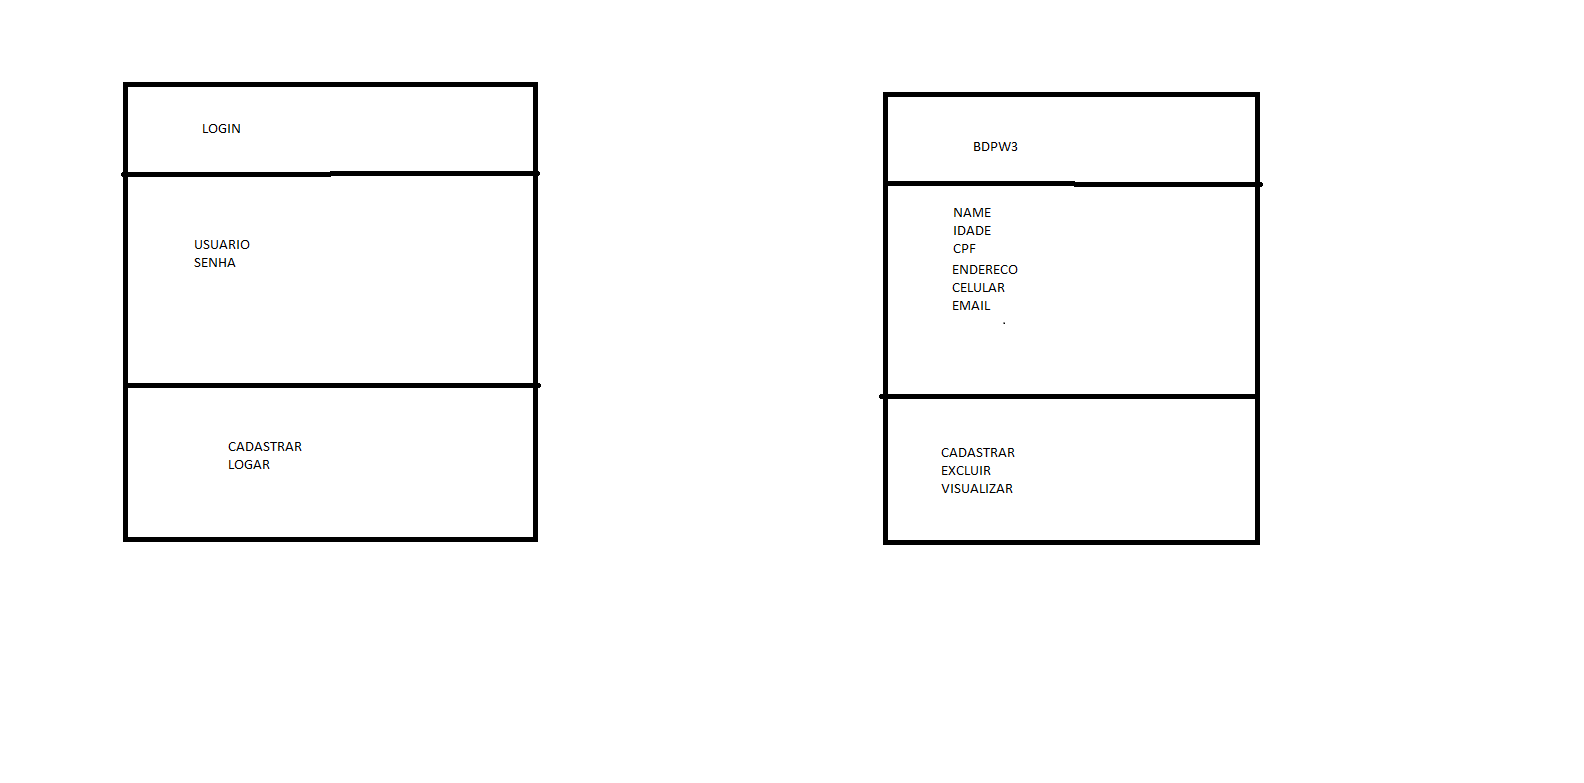 LOGIN
USUARIO
SENHA
CADASTRAR
LOGAR
BDPW3
NAME
IDADE
CPF
ENDERECO
CELULAR
EMAIL
.
CADASTRAR
EXCLUIR
VISUALIZAR